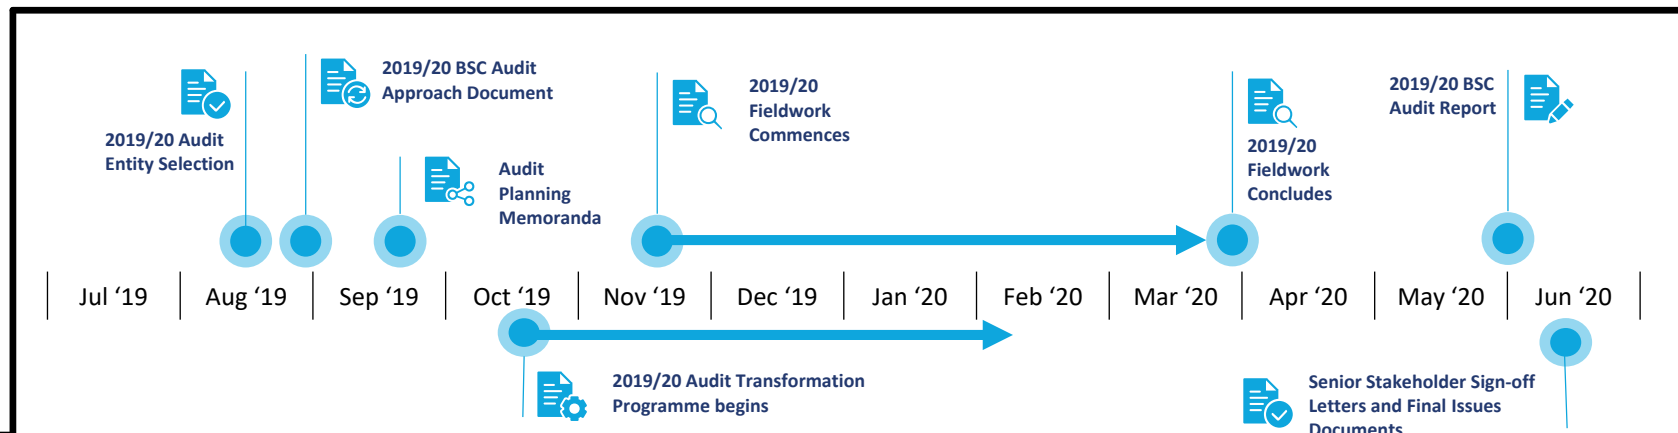 2019/20 Audit
Entity Selection
2019/20 BSC Audit
Approach Document
Audit
Planning
Memoranda
2019/20
Fieldwork
Commences
2019/20
Fieldwork
Concludes
2019/20 BSC
Audit Report
Jul ‘19
Aug ‘19
Sep ‘19
Oct ‘19
Nov ‘19
Dec ‘19
Jan ‘20
Feb ‘20
Mar ‘20
Apr ‘20
May ‘20
Jun ‘20
2019/20 Audit Transformation
Programme begins
Senior Stakeholder Sign-off
Letters and Final Issues
Documents